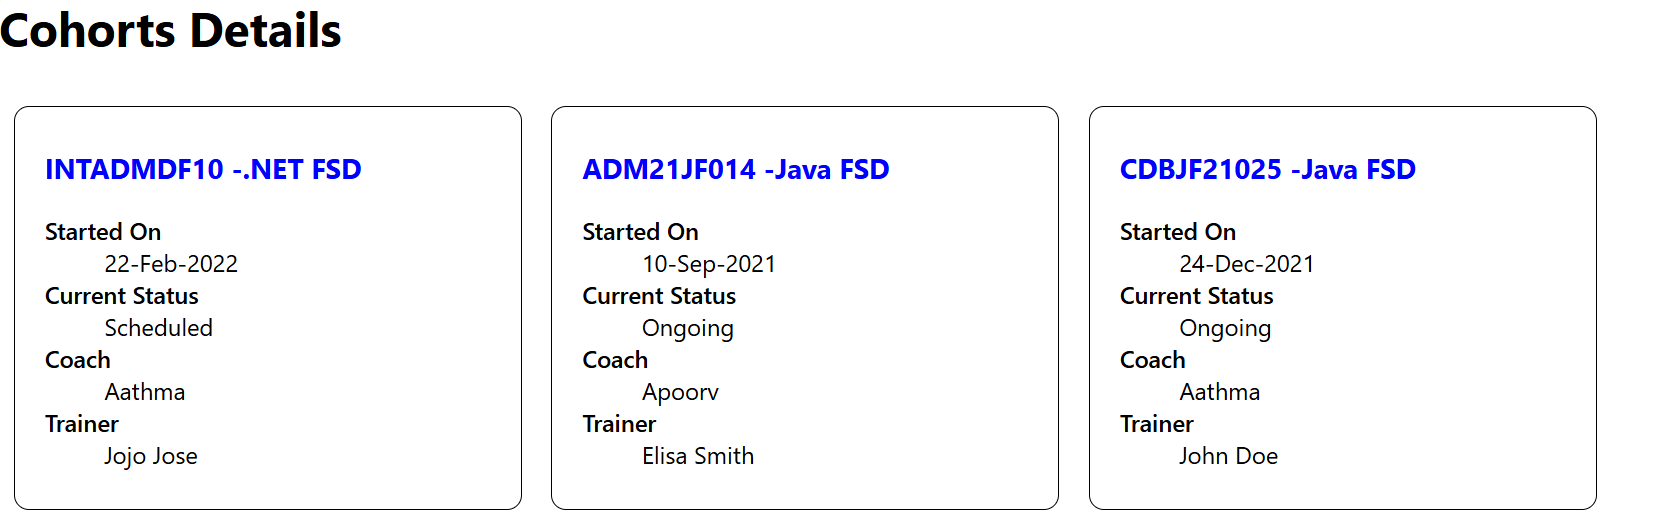 Cohorts Details
INTADMDF10 -.NET FSD
Started On
22-Feb-2022
Current Status
Scheduled
Coach
Aathma
Trainer
Jojo Jose
ADM21JF014 -Java FSD
Started On
10-Sep-2021
Current Status
Ongoing
Coach
Apoorv
Trainer
Elisa Smith
CDBJF21025 -Java FSD
Started On
24-Dec-2021
Current Status
Ongoing
Coach
Aathma
Trainer
John Doe